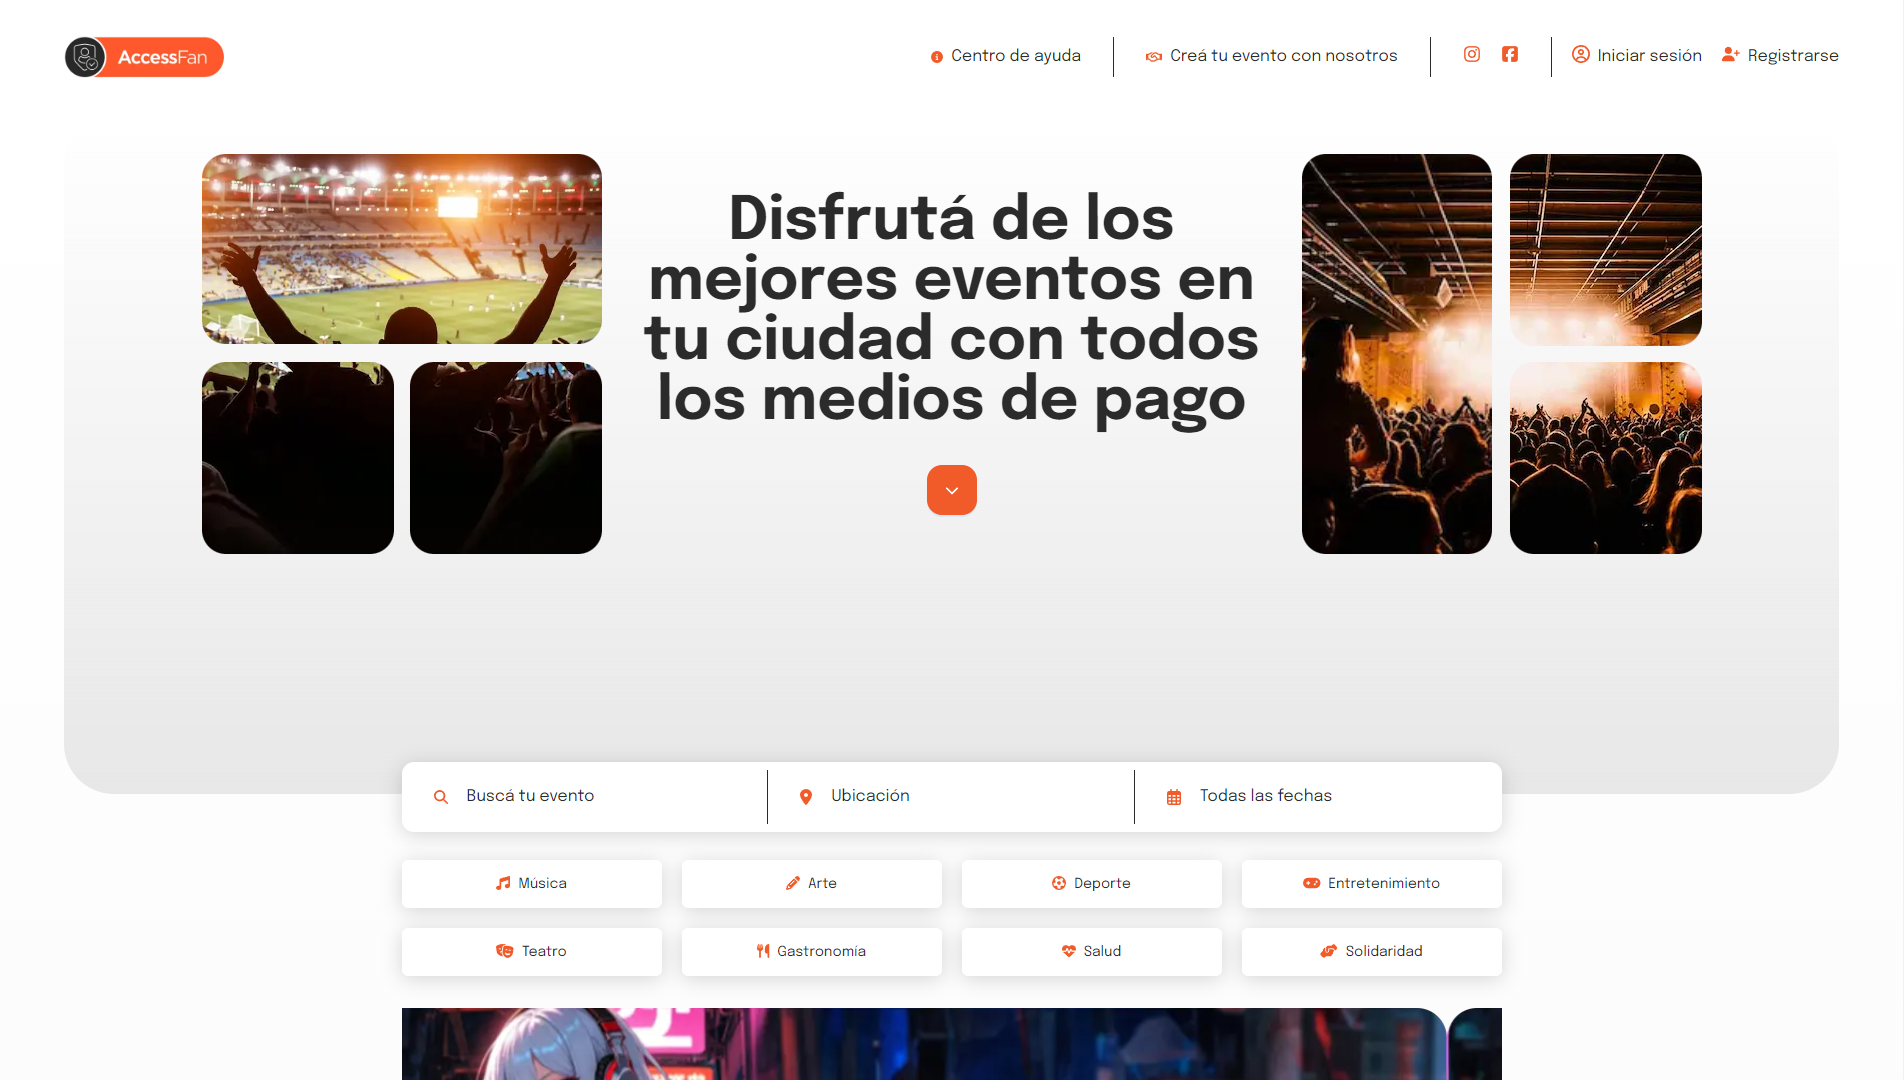 AccessFan
Centro de ayuda
Creá tu evento con nosotros
Iniciar sesión
Registrarse
Disfrutá de los
mejores eventos en
tu ciudad con todos
los medios de pago
Buscá tu evento
Ubicación
Todas las fechas
Música
Arte
Deporte
Entretenimiento
Teatro
Gastronomía
Salud
Solidaridad